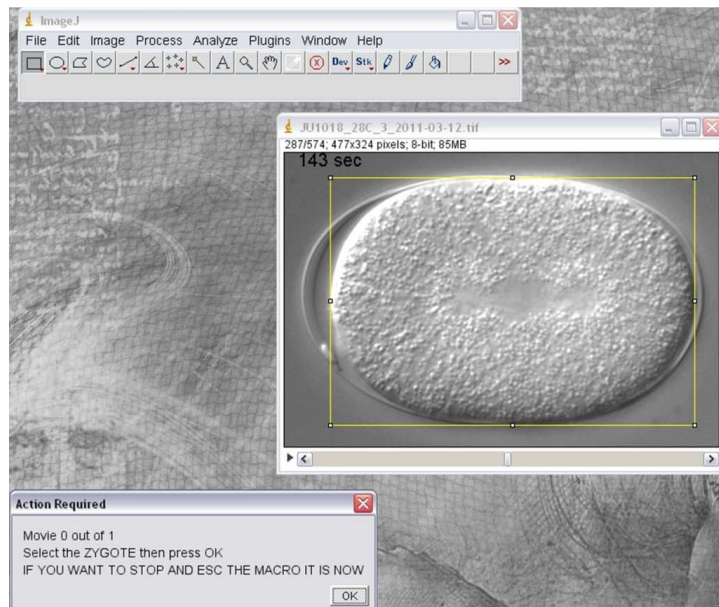 ImageJ
File Edit Image Process Analyze Plugins Window Help
A Dev Stk >>
JU1018_28C_3_2011-03-12.tif
287/574; 477x324 pixels; 8-bit; 85MB
143 sec
Action Required
Movie 0 out of 1
Select the ZYGOTE then press OK
IF YOU WANT TO STOP AND ESC THE MACRO IT IS NOW
OK